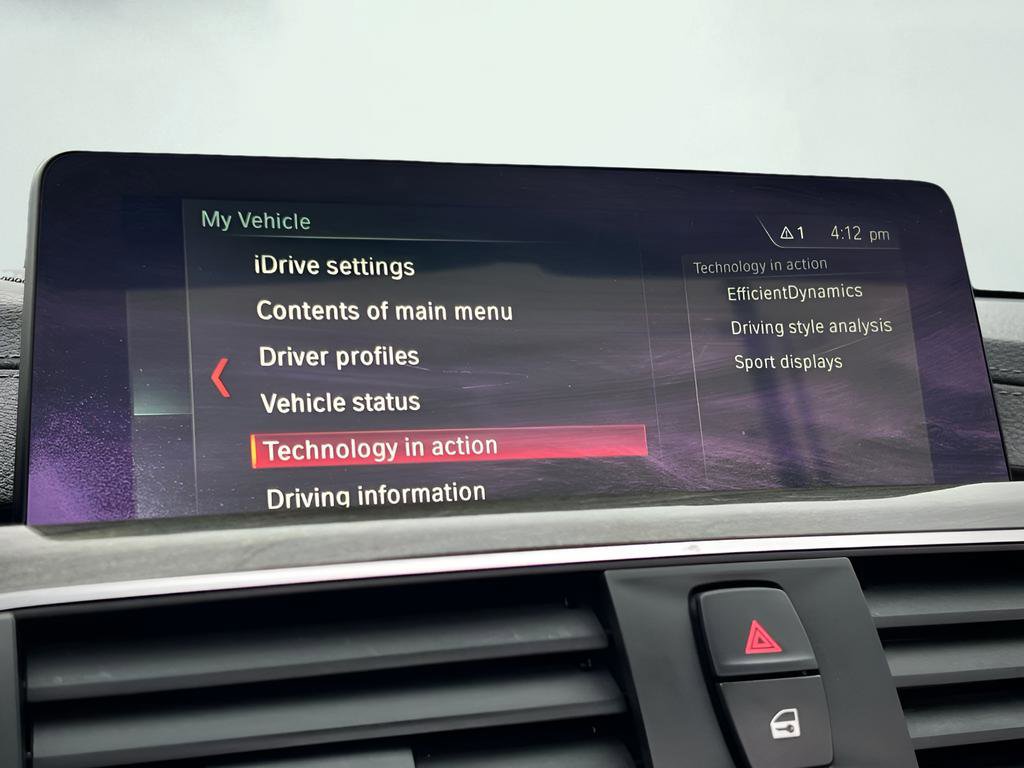 My Vehicle
1 4:12 pm
iDrive settings
Contents of main menu
Driver profiles
Vehicle status
Technology in action
Driving information
Technology in action
EfficientDynamics
Driving style analysis
Sport displays